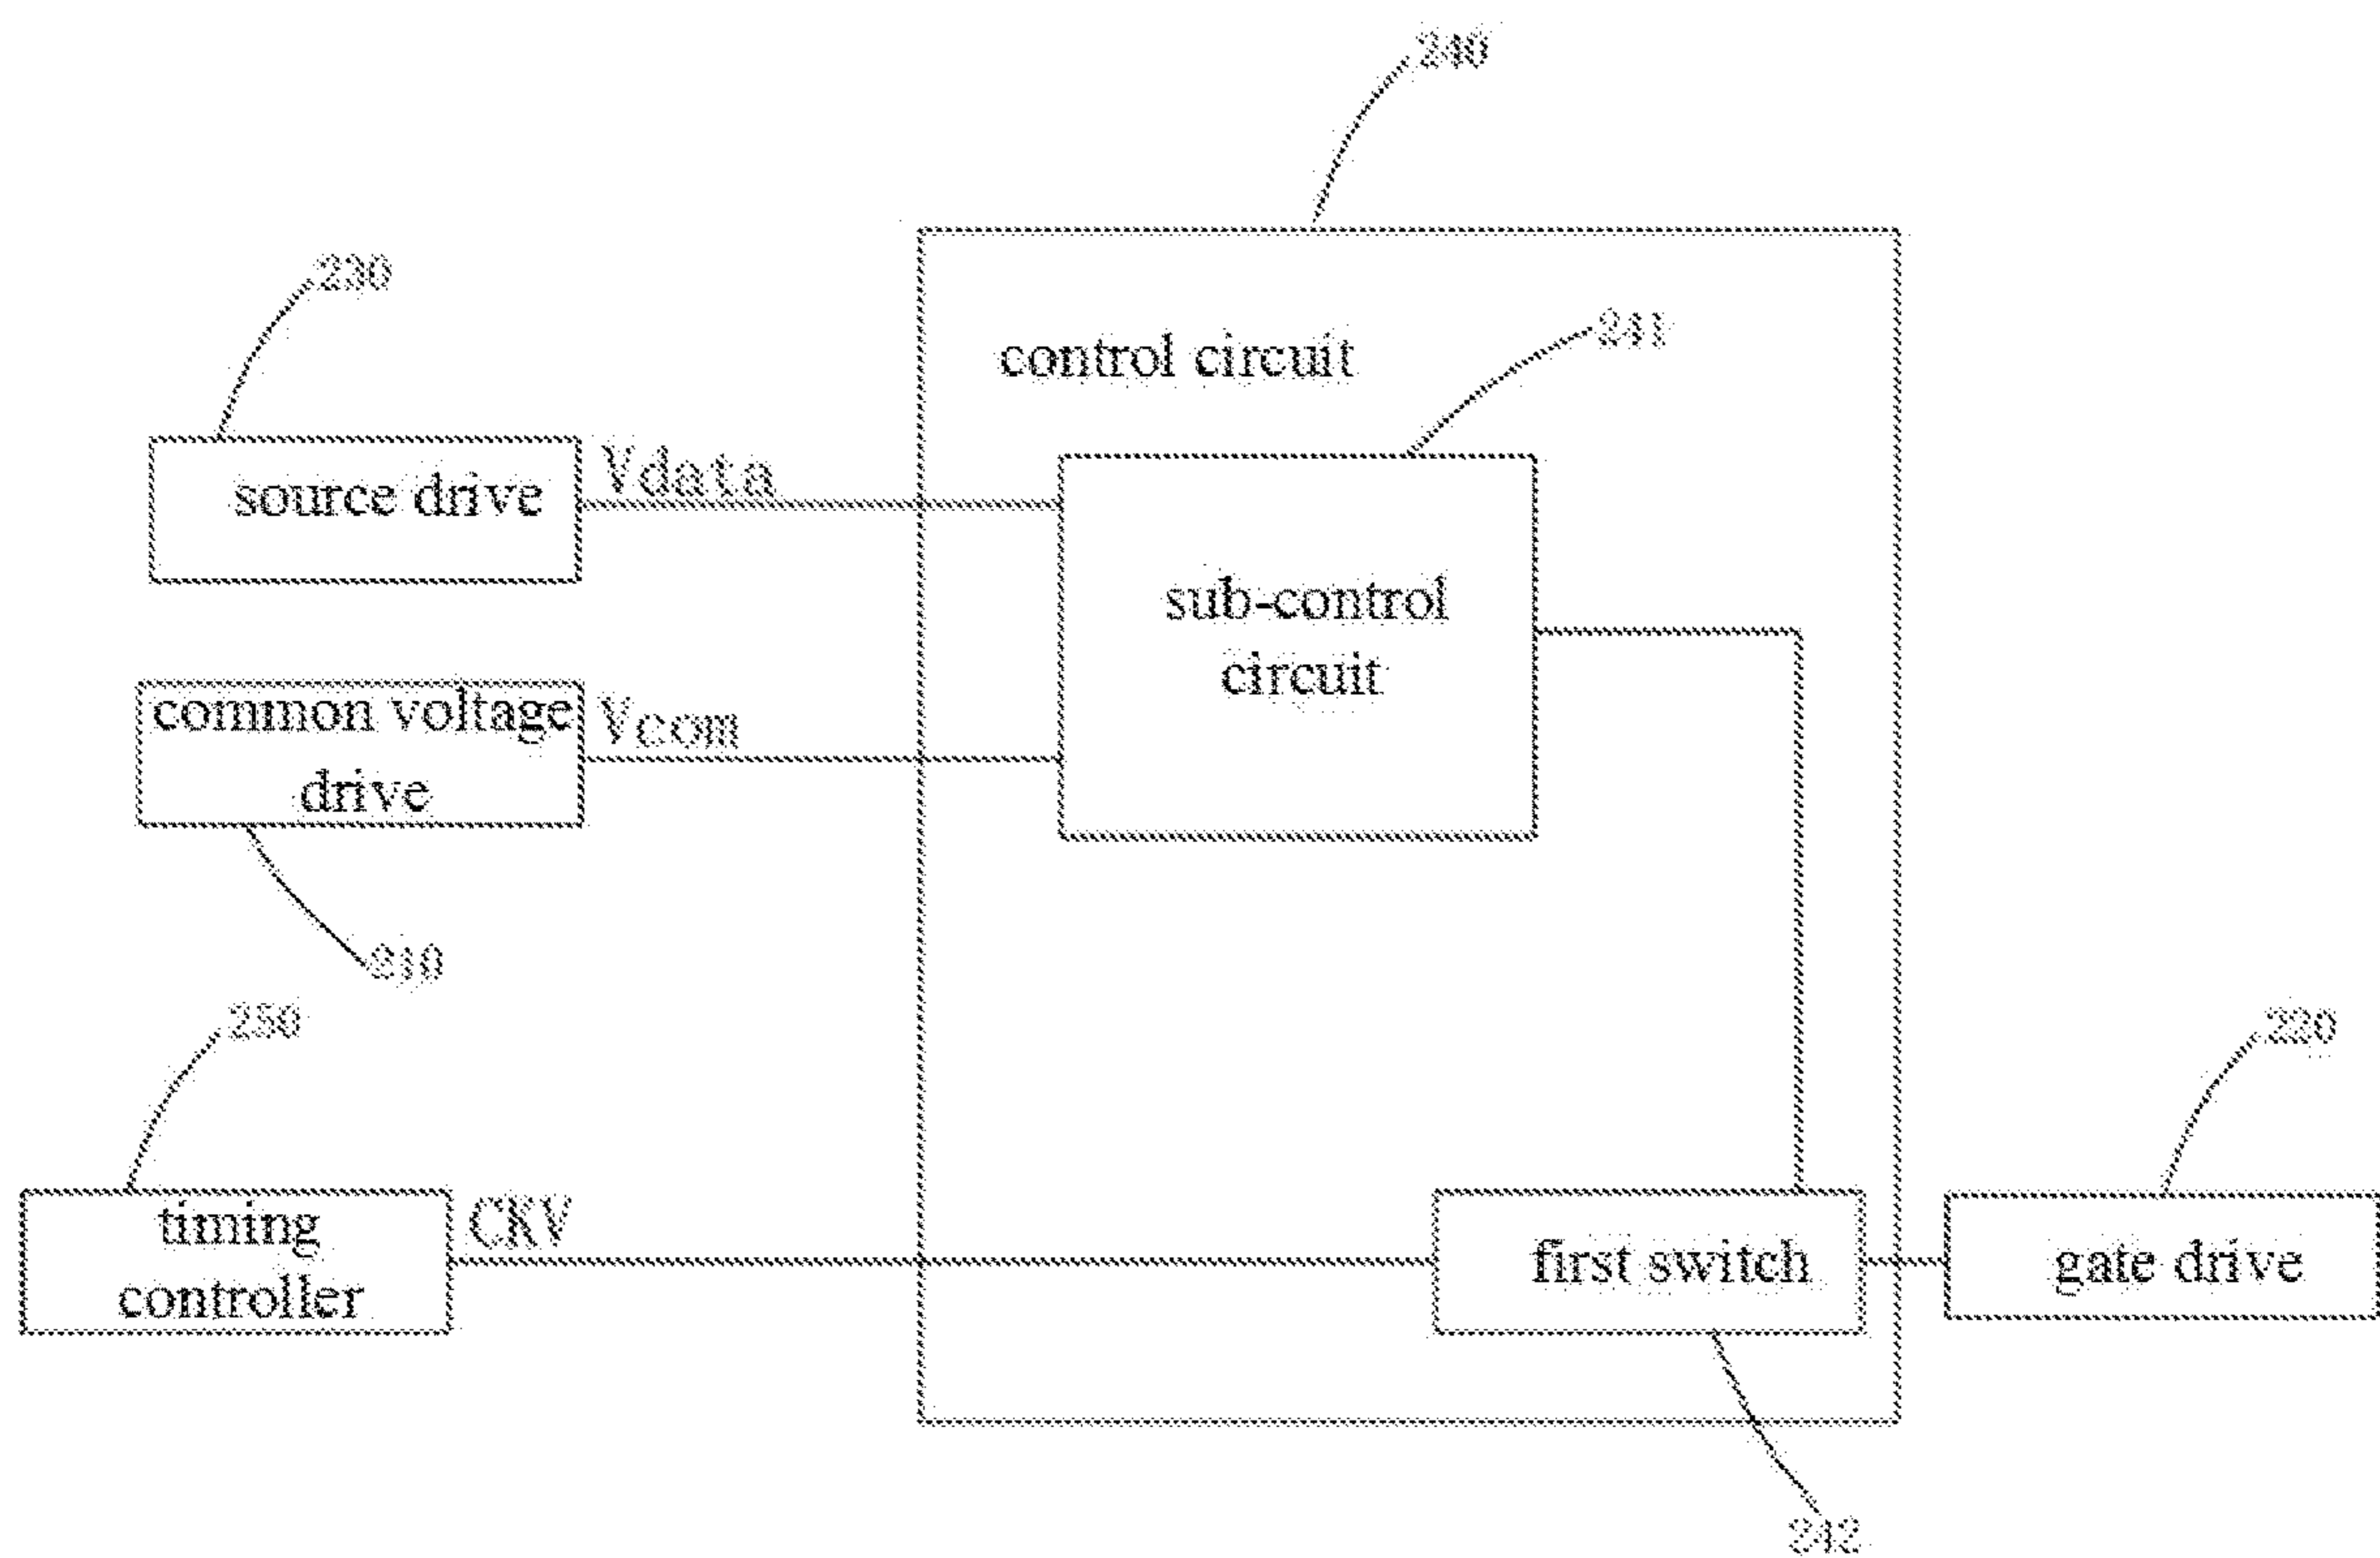 240
230
241
control circuit
Vdata
source drive
sub-control
circuit
common voltage
drive
Vcom
210
250
220
timing
controller
CKV
first switch
gate drive
242